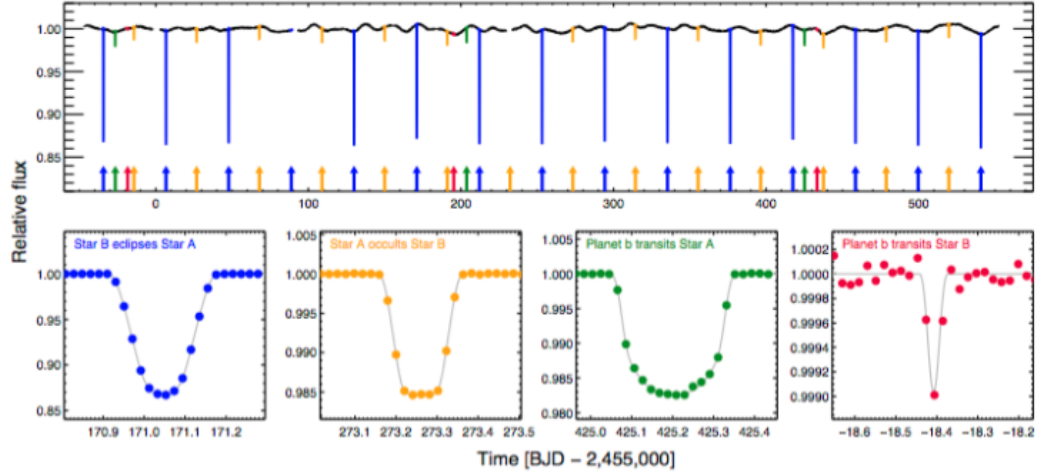 1.00
0.95
0.90
0.85
0 100 200 300 400 500
Relative flux
Star B eclipses Star A
1.00
0.95
0.90
0.85
170.9 171.0 171.1 171.2
Star A occults Star B
1.005
1.000
0.995
0.990
0.985
273.1 273.2 273.3 273.4 273.5
Planet b transits Star A
1.005
1.000
0.995
0.990
0.985
0.980
425.0 425.1 425.2 425.3 425.4
Planet b transits Star B
1.0002
1.0000
0.9998
0.9996
0.9994
0.9992
0.9990
-18.6 -18.5 -18.4 -18.3 -18.2
Time [BJD − 2,455,000]